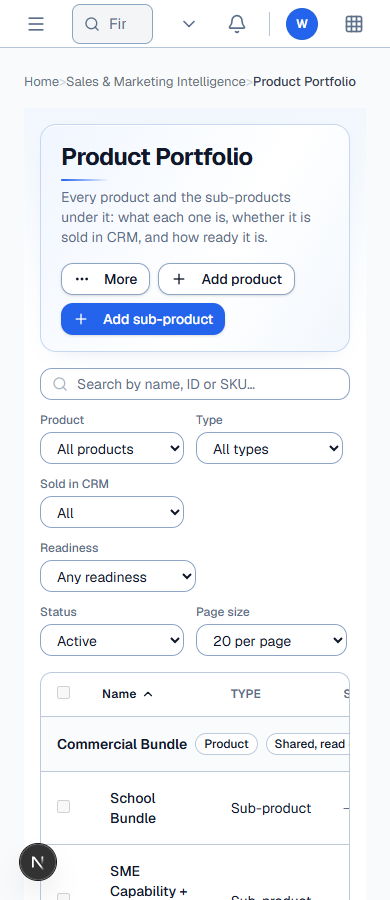 Fir
W
Home>Sales & Marketing Intelligence>Product Portfolio
Product Portfolio
Every product and the sub-products
under it: what each one is, whether it is
sold in CRM, and how ready it is.
More
Add product
Add sub-product
Search by name, ID or SKU...
Product Type
All products All types
Sold in CRM
All
Readiness
Any readiness
Status Page size
Active 20 per page
Name TYPE S
Commercial Bundle Product Shared, read
School
Bundle
Sub-product
SME
Capability +
Sub-product
N